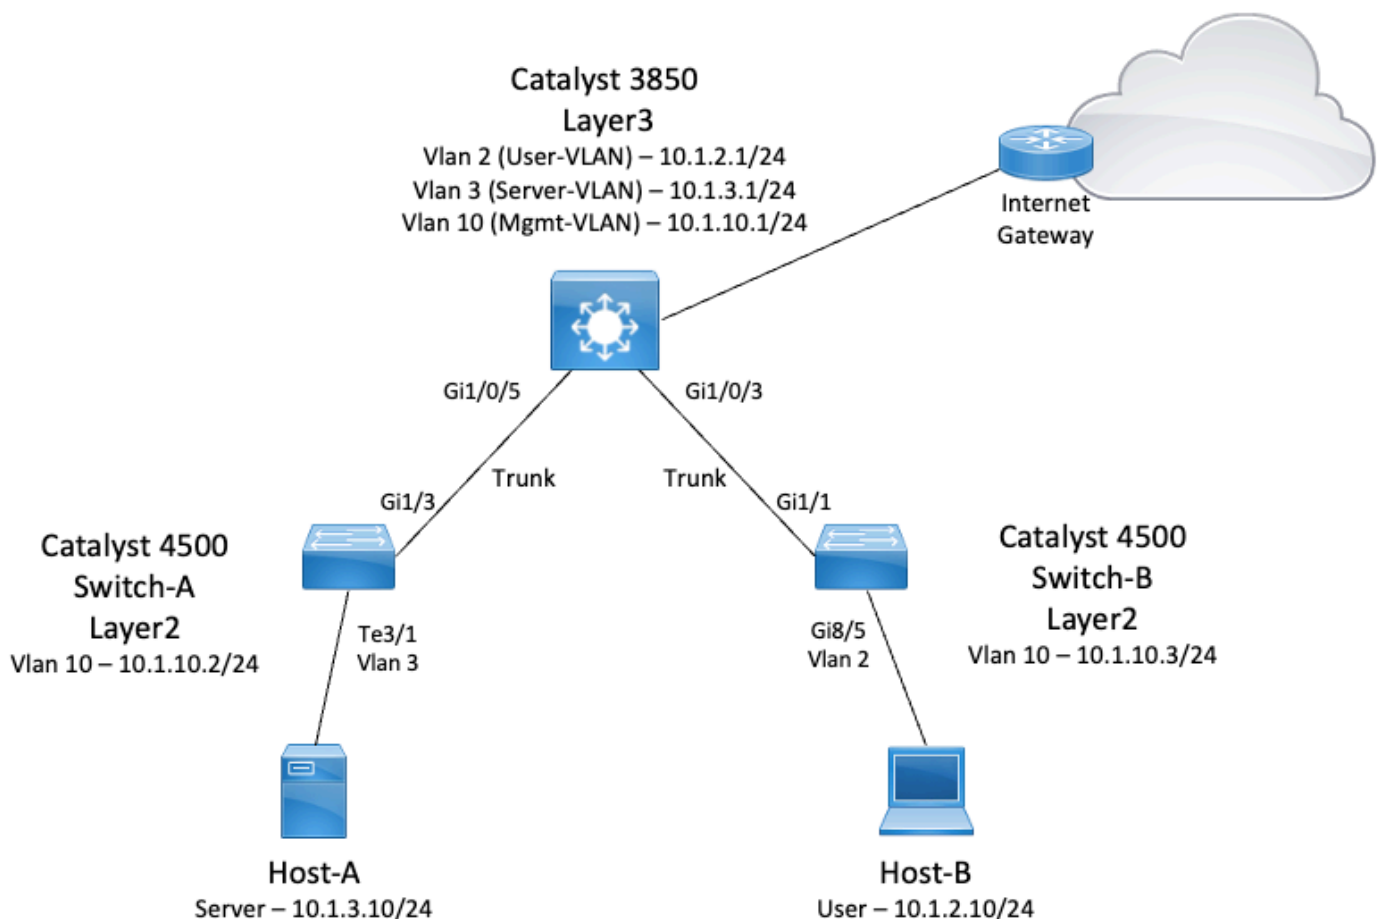 Catalyst 3850
Layer3
Vlan 2 (User-VLAN) – 10.1.2.1/24
Vlan 3 (Server-VLAN) – 10.1.3.1/24
Vlan 10 (Mgmt-VLAN) – 10.1.10.1/24
Internet
Gateway
Gi1/0/5
Gi1/0/3
Trunk
Trunk
Gi1/3
Gi1/1
Catalyst 4500
Switch-A
Layer2
Vlan 10 – 10.1.10.2/24
Catalyst 4500
Switch-B
Layer2
Vlan 10 – 10.1.10.3/24
Te3/1
Vlan 3
Gi8/5
Vlan 2
Host-A
Server – 10.1.3.10/24
Host-B
User – 10.1.2.10/24